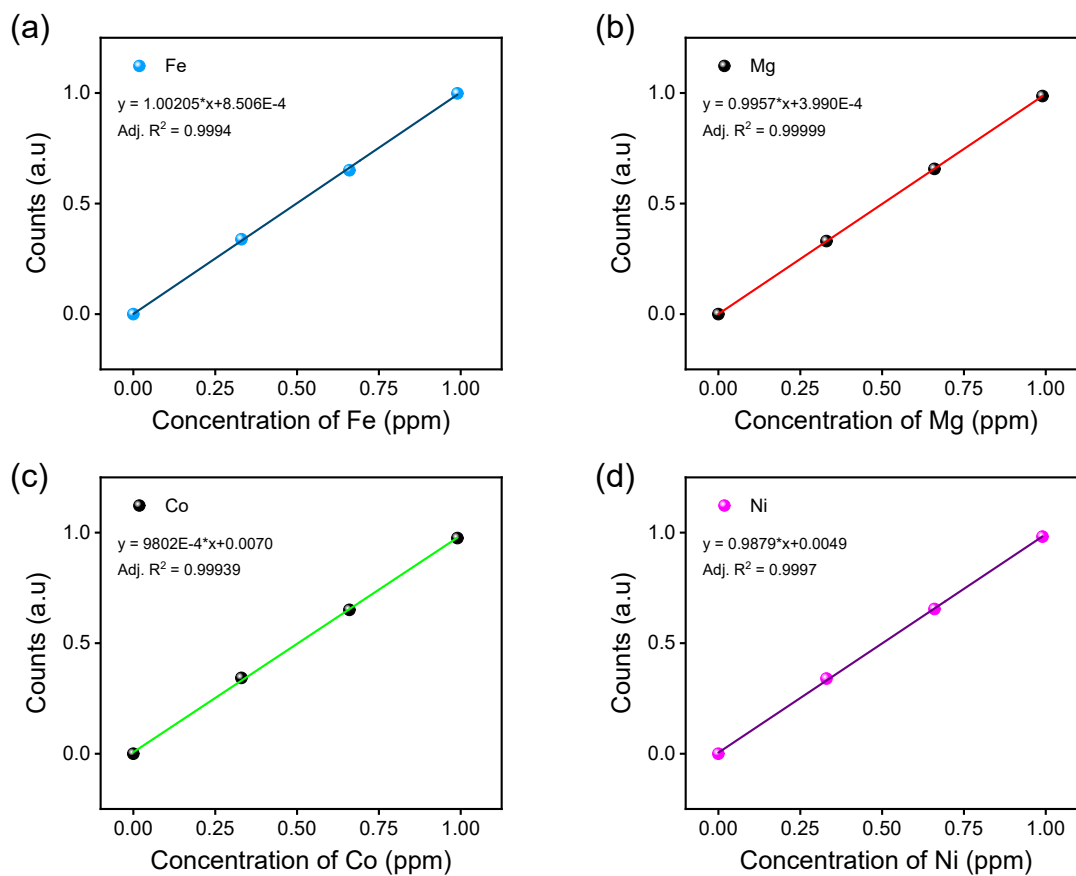 (a)
Fe
y = 1.00205*x+8.506E-4
Adj. R² = 0.9994
Counts (a.u)
1.0
0.5
0.0
0.00 0.25 0.50 0.75 1.00
Concentration of Fe (ppm)
(b)
Mg
y = 0.9957*x+3.990E-4
Adj. R² = 0.99999
Counts (a.u)
1.0
0.5
0.0
0.00 0.25 0.50 0.75 1.00
Concentration of Mg (ppm)
(c)
Co
y = 9802E-4*x+0.0070
Adj. R² = 0.99939
Counts (a.u)
1.0
0.5
0.0
0.00 0.25 0.50 0.75 1.00
Concentration of Co (ppm)
(d)
Ni
y = 0.9879*x+0.0049
Adj. R² = 0.9997
Counts (a.u)
1.0
0.5
0.0
0.00 0.25 0.50 0.75 1.00
Concentration of Ni (ppm)